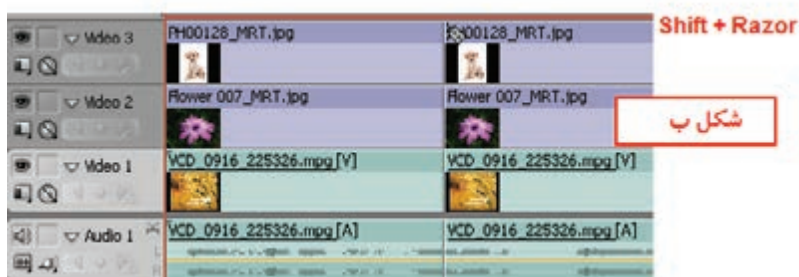 Video 3 PH00128_MRT.jpg PH00128_MRT.jpg Shift + Razor
Video 2 Flower 007_MRT.jpg Flower 007_MRT.jpg
شکل ب
Video 1 VCD_0916_225326.mpg [V] VCD_0916_225326.mpg [V]
Audio 1 VCD_0916_225326.mpg [A] VCD_0916_225326.mpg [A]